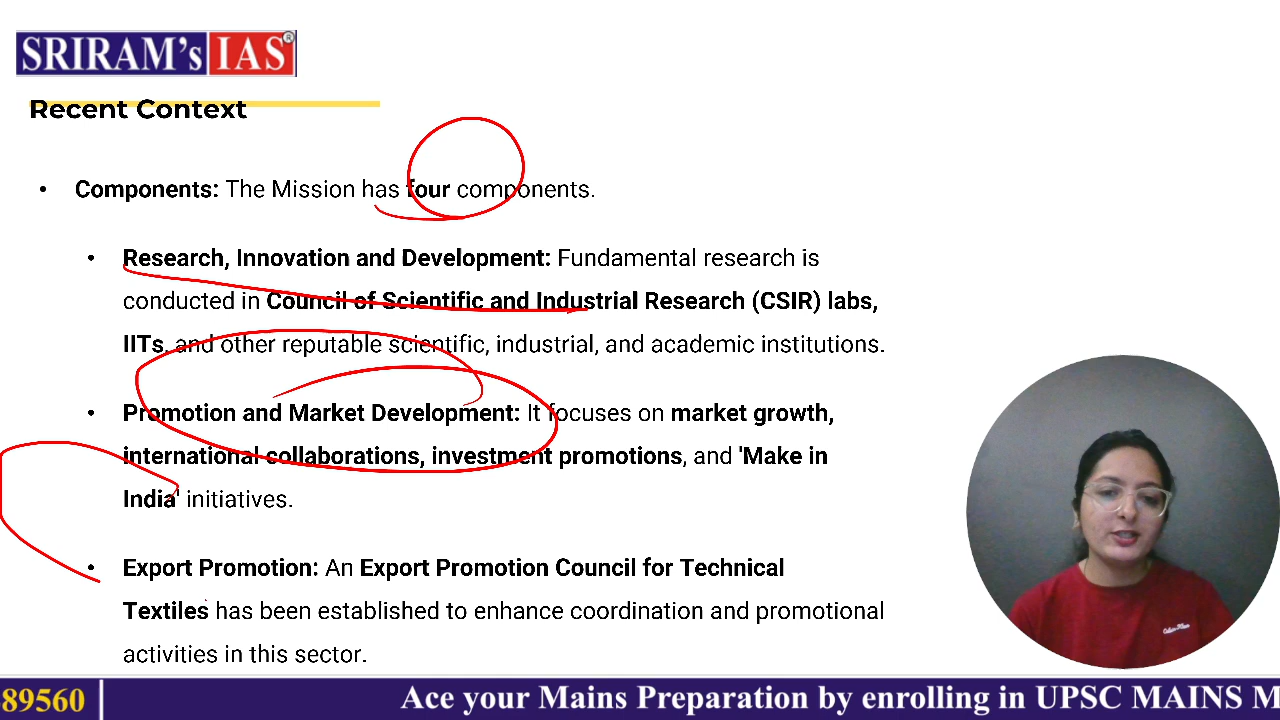 SRIRAM's IAS®
Recent Context
• Components: The Mission has four components.
• Research, Innovation and Development: Fundamental research is
conducted in Council of Scientific and Industrial Research (CSIR) labs,
IITs, and other reputable scientific, industrial, and academic institutions.
• Promotion and Market Development: It focuses on market growth,
international collaborations, investment promotions, and 'Make in
India' initiatives.
• Export Promotion: An Export Promotion Council for Technical
Textiles has been established to enhance coordination and promotional
activities in this sector.
89560 | Ace your Mains Preparation by enrolling in UPSC MAINS M